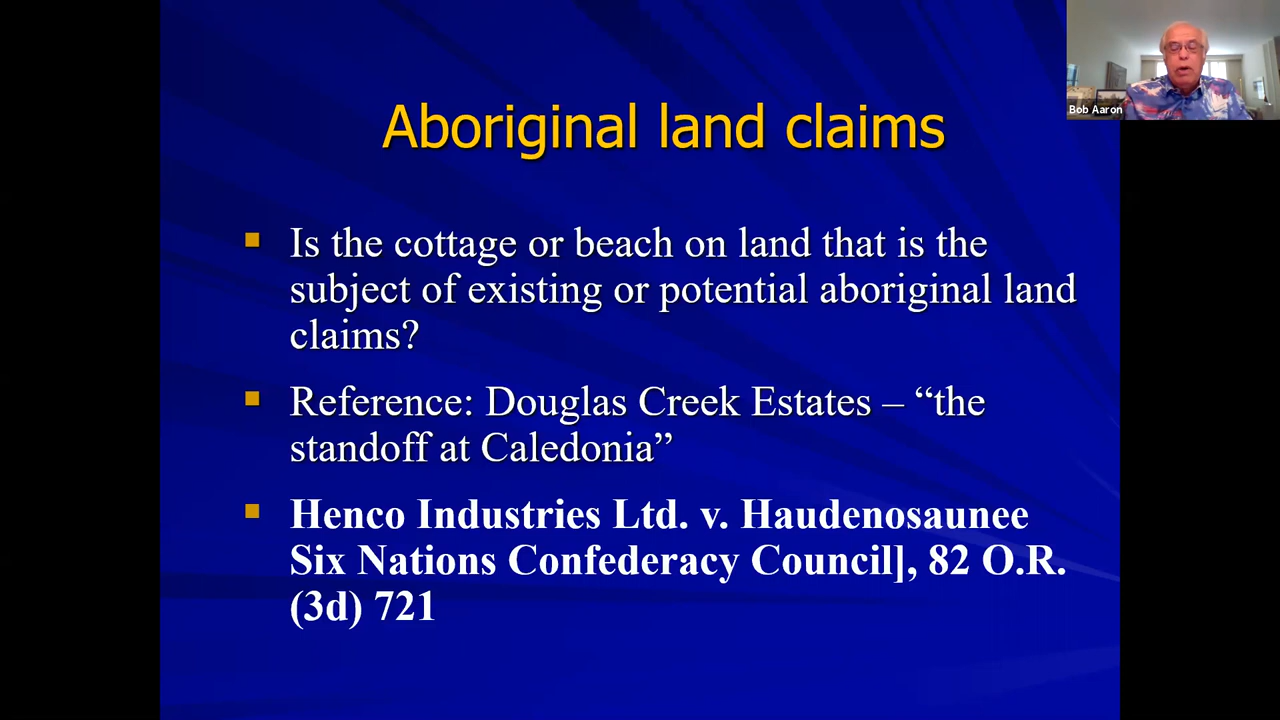 Aboriginal land claims
Is the cottage or beach on land that is the
subject of existing or potential aboriginal land
claims?
Reference: Douglas Creek Estates – “the
standoff at Caledonia”
Henco Industries Ltd. v. Haudenosaunee
Six Nations Confederacy Council], 82 O.R.
(3d) 721
Bob Aaron